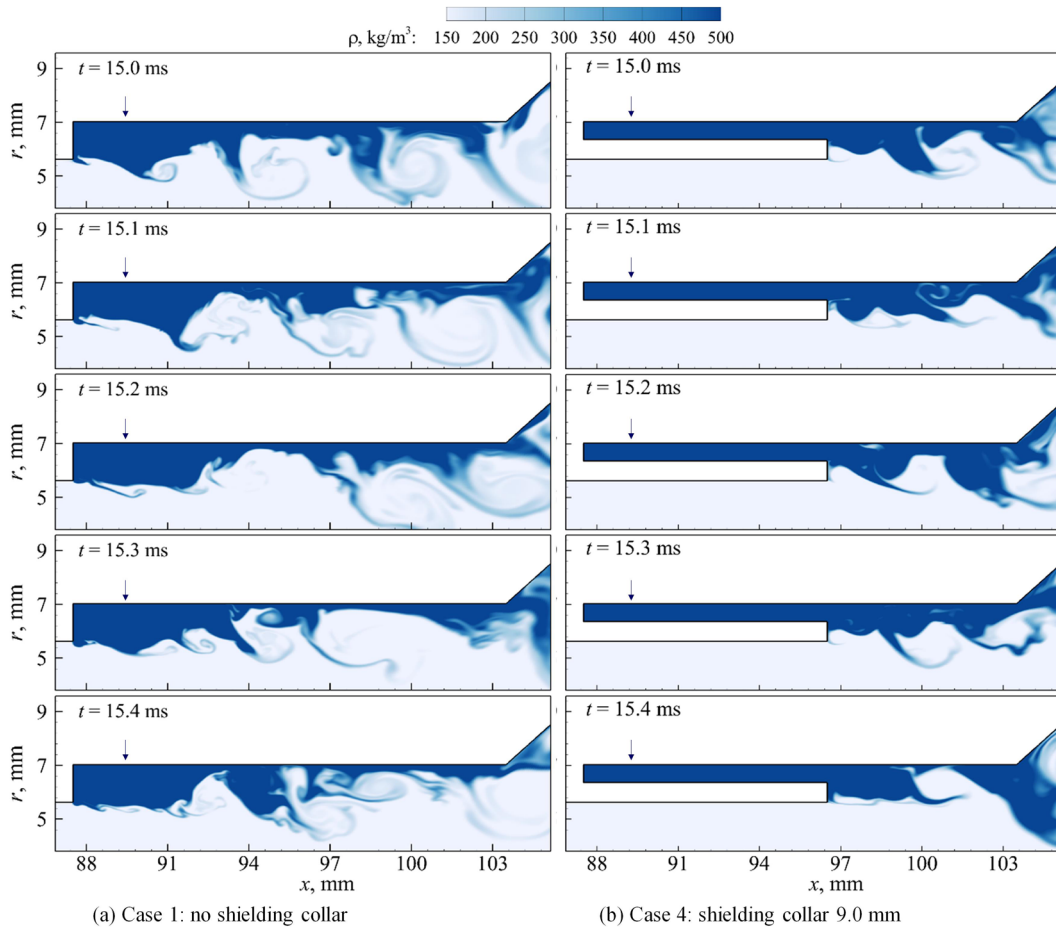 ρ, kg/m³: 150 200 250 300 350 400 450 500
9
7
5
r, mm
t = 15.0 ms
t = 15.0 ms
9
7
5
r, mm
t = 15.1 ms
t = 15.1 ms
9
7
5
r, mm
t = 15.2 ms
t = 15.2 ms
9
7
5
r, mm
t = 15.3 ms
t = 15.3 ms
9
7
5
r, mm
t = 15.4 ms
t = 15.4 ms
88 91 94 97 100 103
88 91 94 97 100 103
x, mm
x, mm
(a) Case 1: no shielding collar
(b) Case 4: shielding collar 9.0 mm